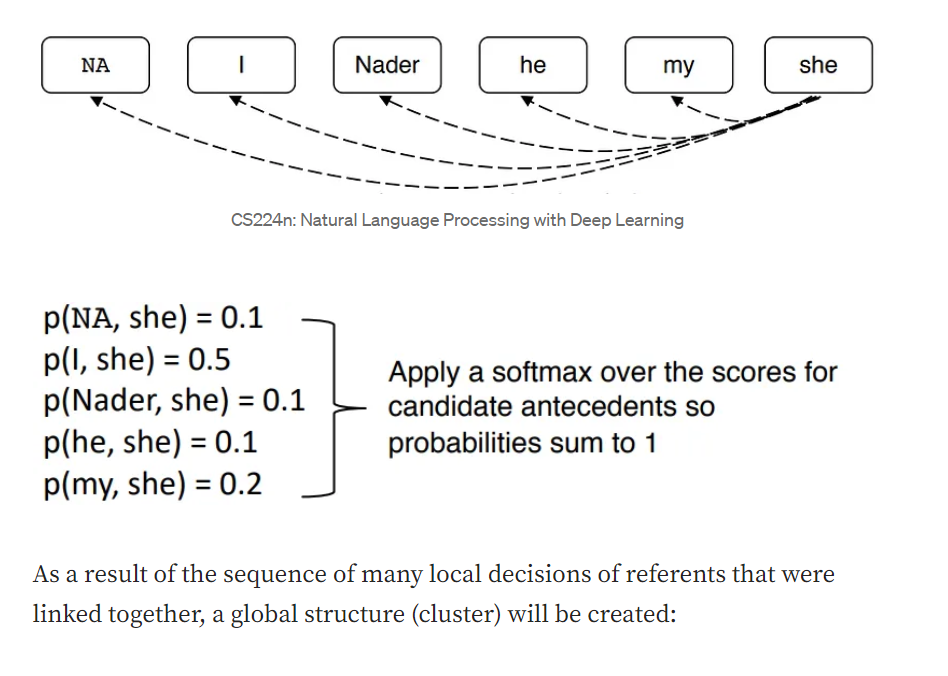 NA I Nader he my she
CS224n: Natural Language Processing with Deep Learning
p(NA, she) = 0.1
p(I, she) = 0.5
p(Nader, she) = 0.1
p(he, she) = 0.1
p(my, she) = 0.2
Apply a softmax over the scores for
candidate antecedents so
probabilities sum to 1
As a result of the sequence of many local decisions of referents that were
linked together, a global structure (cluster) will be created: